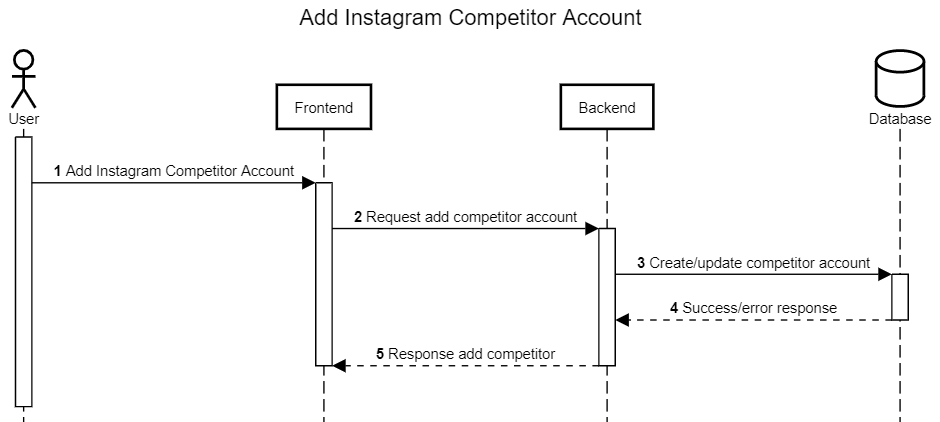 Add Instagram Competitor Account
User
Frontend
Backend
Database
1 Add Instagram Competitor Account
2 Request add competitor account
3 Create/update competitor account
4 Success/error response
5 Response add competitor